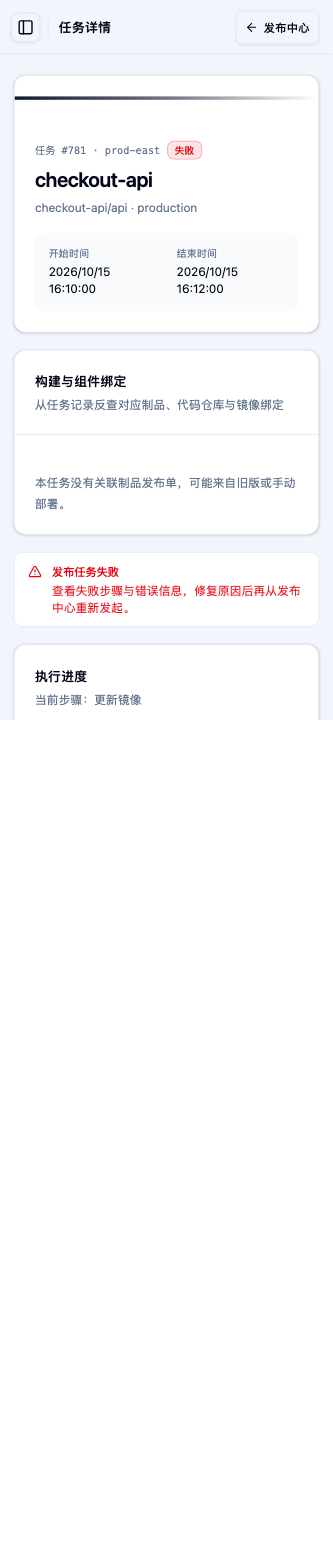 任务详情
发布中心
任务 #781 · prod-east 失败
checkout-api
checkout-api/api · production
开始时间
2026/10/15
16:10:00
结束时间
2026/10/15
16:12:00
构建与组件绑定
从任务记录反查对应制品、代码仓库与镜像绑定
本任务没有关联制品发布单，可能来自旧版或手动
部署。
发布任务失败
查看失败步骤与错误信息，修复原因后再从发布
中心重新发起。
执行进度
当前步骤：更新镜像